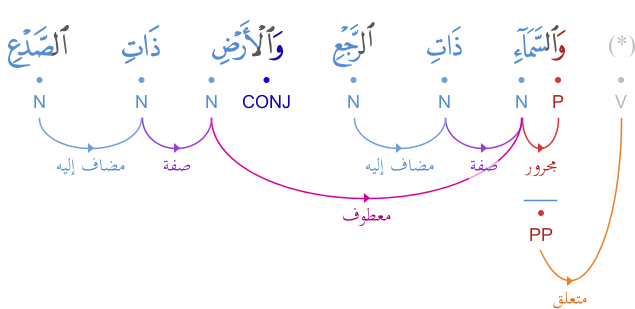 (*) وَٱلسَّمَآءِ ذَاتِ ٱلرَّجْعِ وَٱلْأَرْضِ ذَاتِ ٱلصَّدْعِ
V P N N N CONJ N N N
مجرور صفة مضاف إليه صفة مضاف إليه
معطوف
PP
متعلق